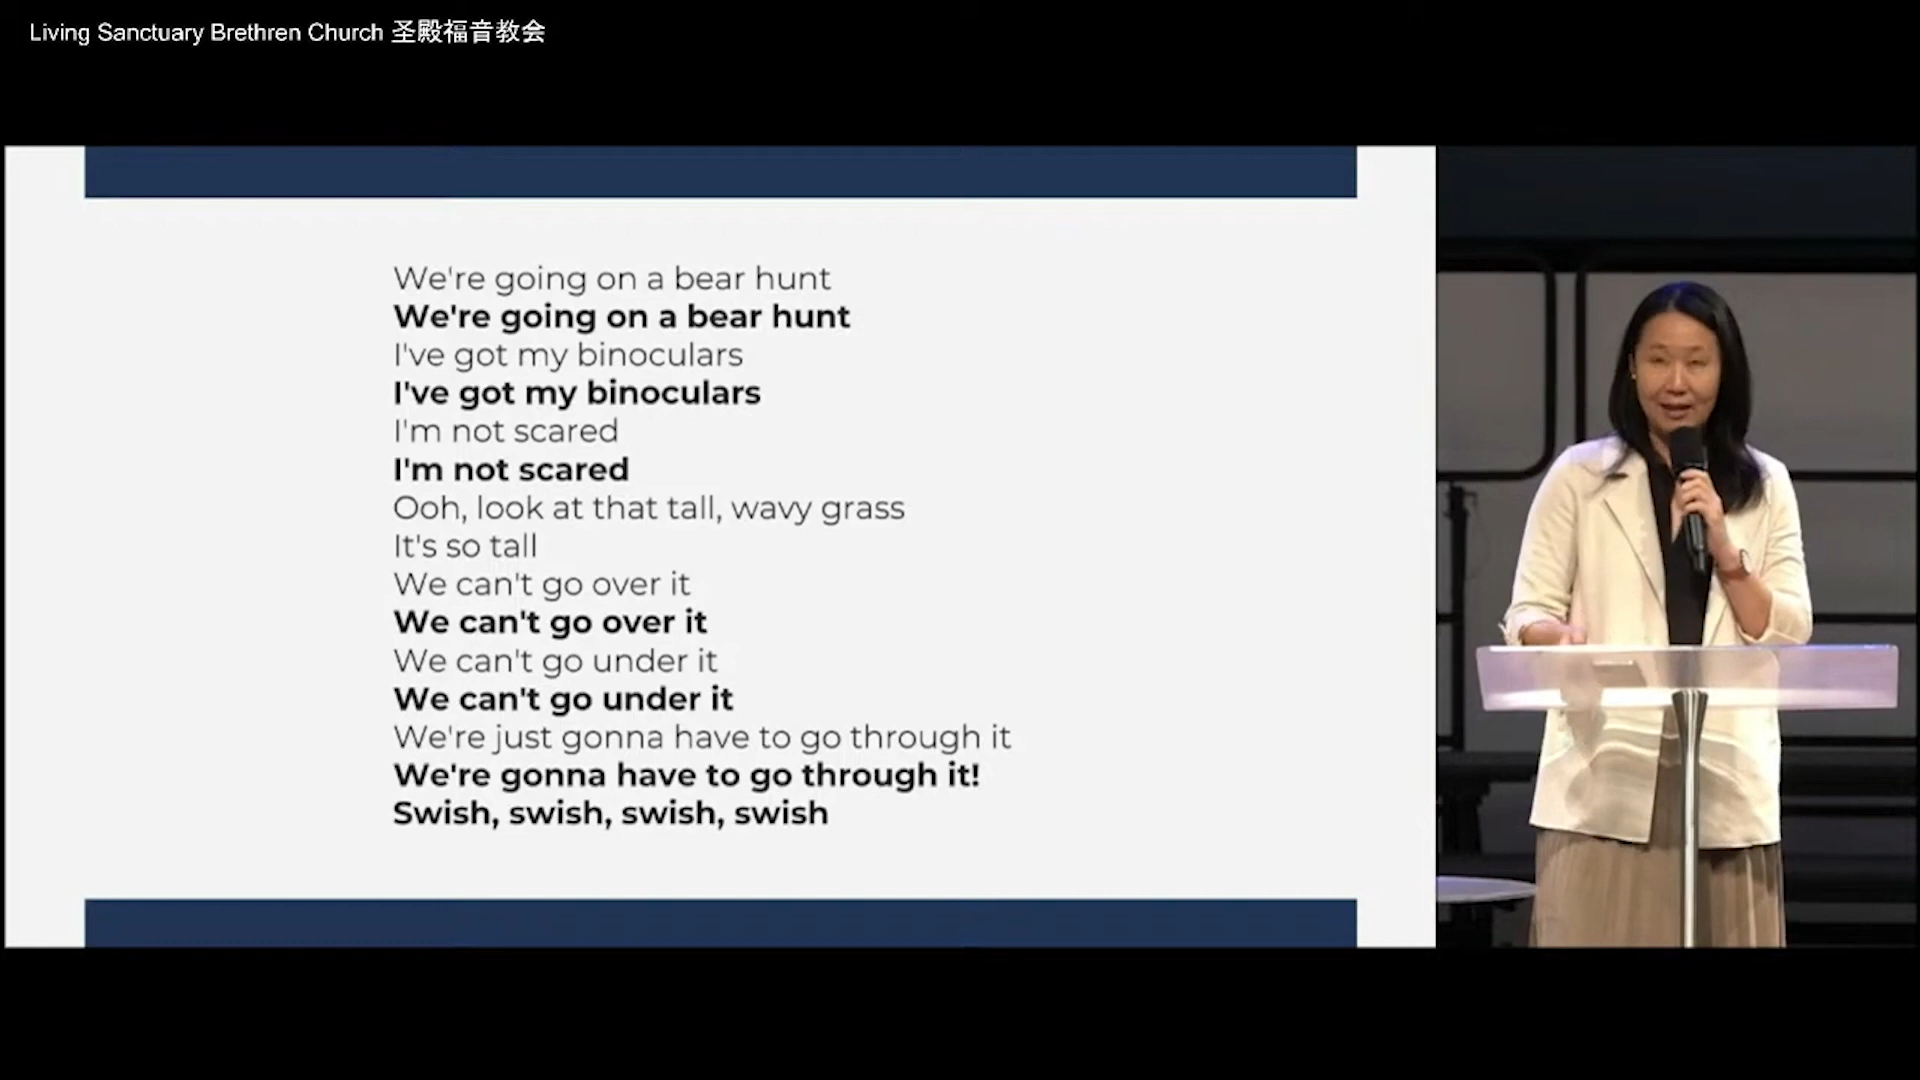 Living Sanctuary Brethren Church 圣殿福音教会
We're going on a bear hunt
We're going on a bear hunt
I've got my binoculars
I've got my binoculars
I'm not scared
I'm not scared
Ooh, look at that tall, wavy grass
It's so tall
We can't go over it
We can't go over it
We can't go under it
We can't go under it
We're just gonna have to go through it
We're gonna have to go through it!
Swish, swish, swish, swish